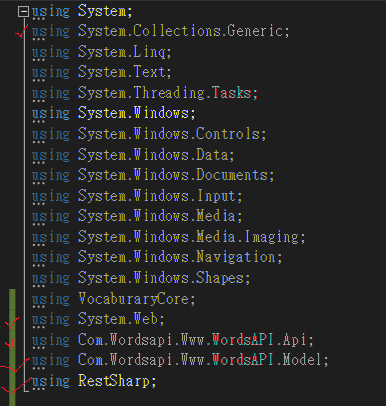 using System;
using System.Collections.Generic;
using System.Linq;
using System.Text;
using System.Threading.Tasks;
using System.Windows;
using System.Windows.Controls;
using System.Windows.Data;
using System.Windows.Documents;
using System.Windows.Input;
using System.Windows.Media;
using System.Windows.Media.Imaging;
using System.Windows.Navigation;
using System.Windows.Shapes;
using VocaburaryCore;
using System.Web;
using Com.Wordsapi.Www.WordsAPI.Api;
using Com.Wordsapi.Www.WordsAPI.Model;
using RestSharp;